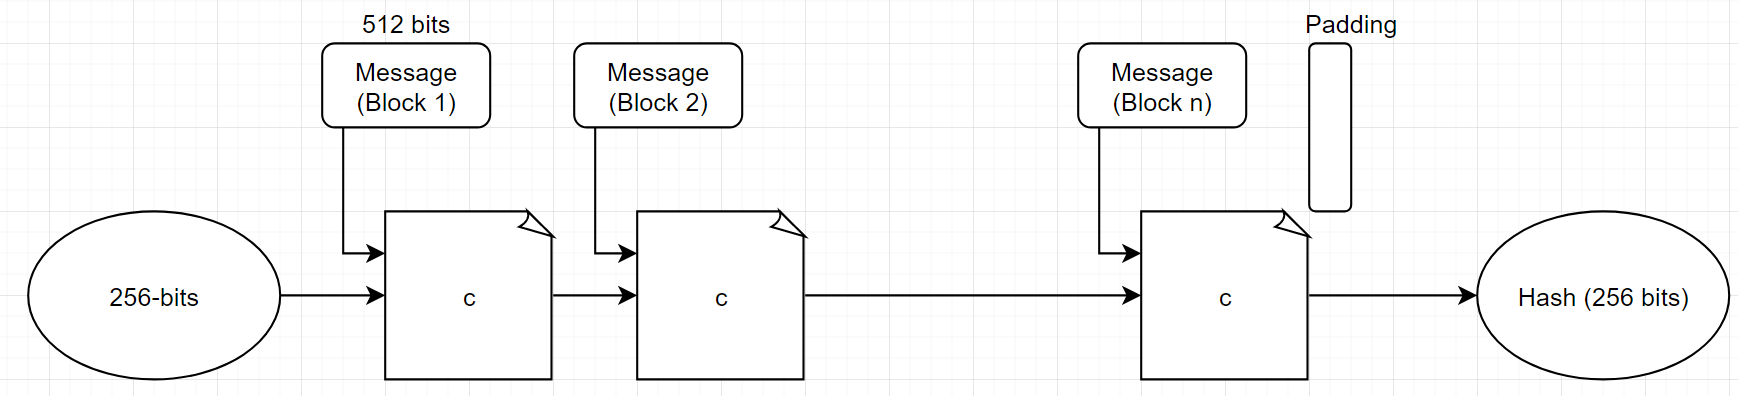 512 bits
Padding
Message
(Block 1)
Message
(Block 2)
Message
(Block n)
256-bits
c
c
c
Hash (256 bits)